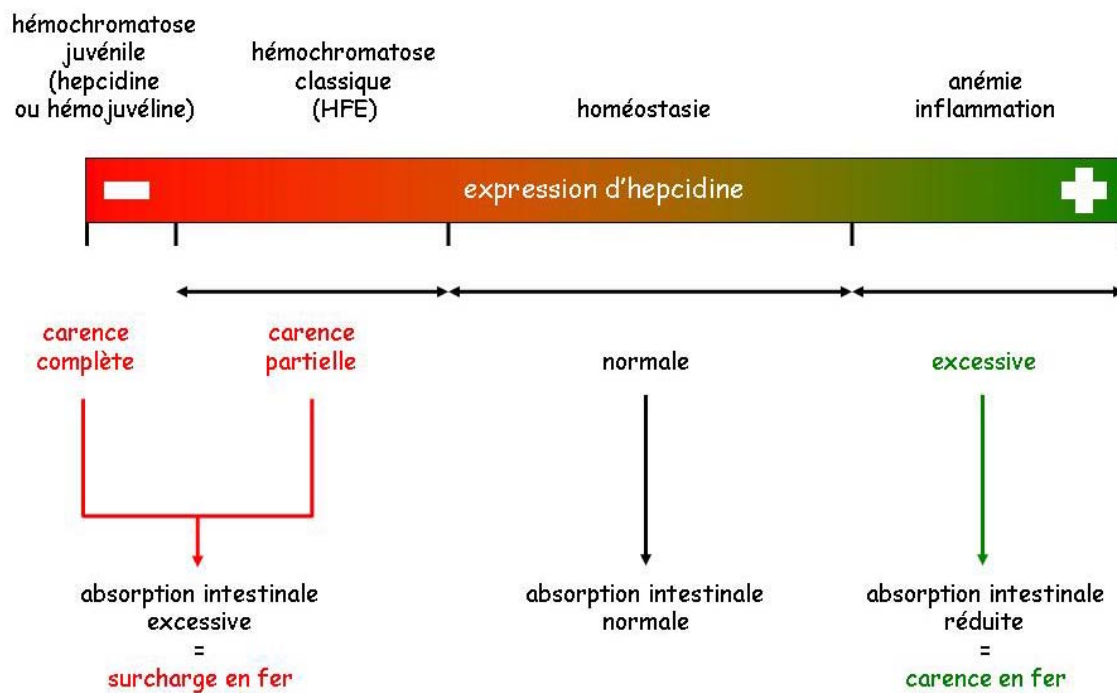 hémochromatose
juvénile
(hepcidine
ou hémojuvéline)
hémochromatose
classique
(HFE)
homéostasie
anémie
inflammation
expression d'hepcidine
carence
complète
carence
partielle
normale
excessive
absorption intestinale
excessive
=
surcharge en fer
absorption intestinale
normale
absorption intestinale
réduite
=
carence en fer